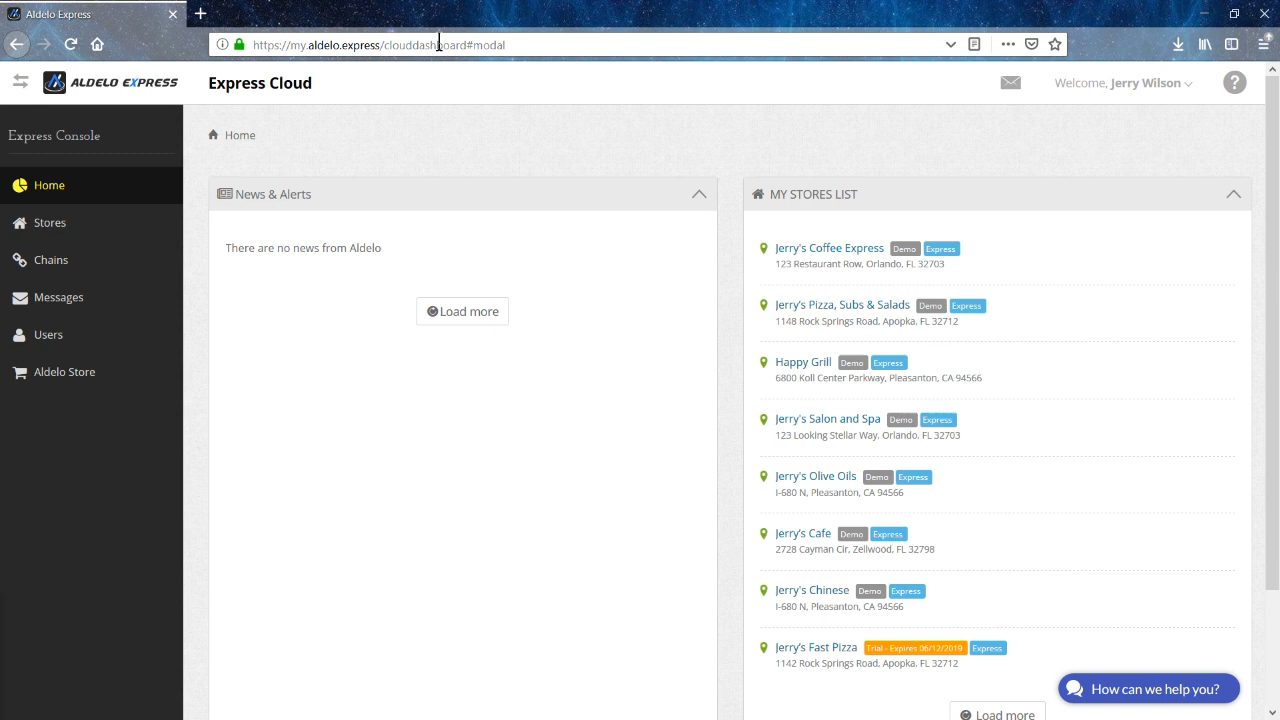 Aldelo Express
https://my.aldelo.express/clouddashboard#modal
ALDELO EXPRESS
Express Cloud
Welcome, Jerry Wilson
?
Express Console
Home
Stores
Chains
Messages
Users
Aldelo Store
Home
News & Alerts
There are no news from Aldelo
Load more
MY STORES LIST
Jerry's Coffee Express Demo Express
123 Restaurant Row, Orlando, FL 32703
Jerry's Pizza, Subs & Salads Demo Express
1148 Rock Springs Road, Apopka, FL 32712
Happy Grill Demo Express
6800 Koll Center Parkway, Pleasanton, CA 94566
Jerry's Salon and Spa Demo Express
123 Looking Stellar Way, Orlando, FL 32703
Jerry's Olive Oils Demo Express
I-680 N, Pleasanton, CA 94566
Jerry's Cafe Demo Express
2728 Cayman Cir, Zellwood, FL 32798
Jerry's Chinese Demo Express
I-680 N, Pleasanton, CA 94566
Jerry's Fast Pizza Trial - Expires 06/12/2019 Express
1142 Rock Springs Road, Apopka, FL 32712
Load more
How can we help you?